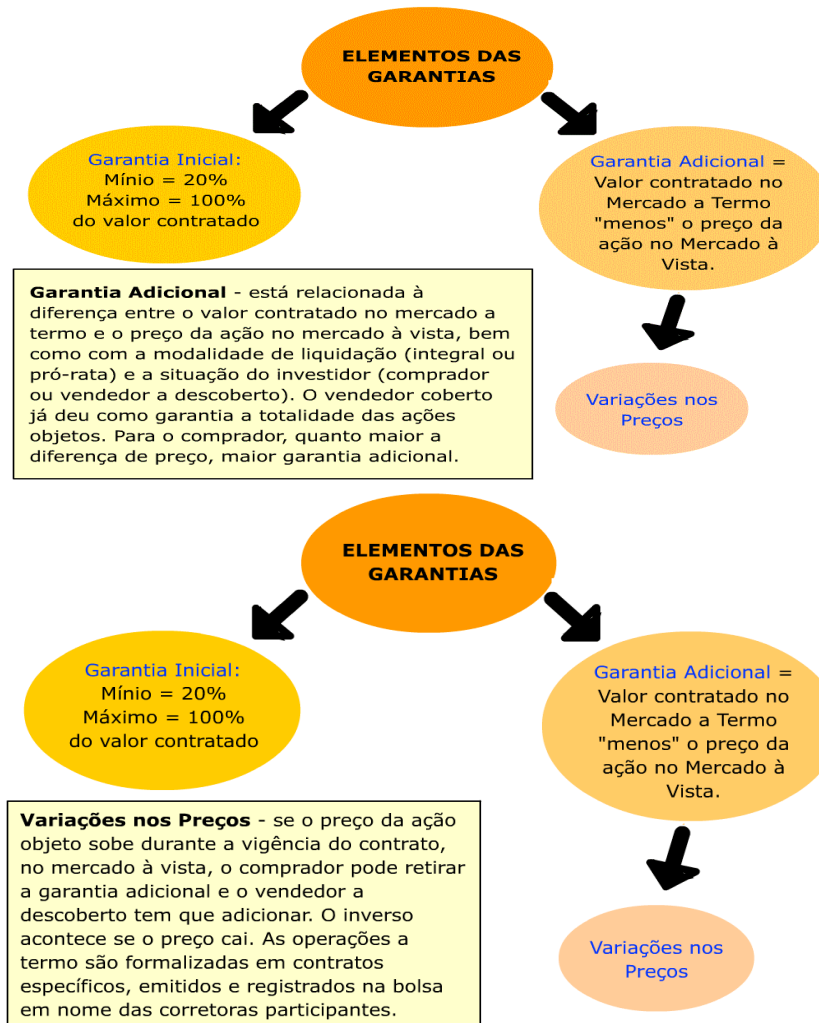 ELEMENTOS DAS
GARANTIAS
Garantia Inicial:
Mínio = 20%
Máximo = 100%
do valor contratado
Garantia Adicional =
Valor contratado no
Mercado a Termo
"menos" o preço da
ação no Mercado à
Vista.
Garantia Adicional - está relacionada à
diferença entre o valor contratado no mercado a
termo e o preço da ação no mercado à vista, bem
como com a modalidade de liquidação (integral ou
pró-rata) e a situação do investidor (comprador
ou vendedor a descoberto). O vendedor coberto
já deu como garantia a totalidade das ações
objetos. Para o comprador, quanto maior a
diferença de preço, maior garantia adicional.
Variações nos
Preços
ELEMENTOS DAS
GARANTIAS
Garantia Inicial:
Mínio = 20%
Máximo = 100%
do valor contratado
Garantia Adicional =
Valor contratado no
Mercado a Termo
"menos" o preço da
ação no Mercado à
Vista.
Variações nos Preços - se o preço da ação
objeto sobe durante a vigência do contrato,
no mercado à vista, o comprador pode retirar
a garantia adicional e o vendedor a
descoberto tem que adicionar. O inverso
acontece se o preço cai. As operações a
termo são formalizadas em contratos
específicos, emitidos e registrados na bolsa
em nome das corretoras participantes.
Variações nos
Preços